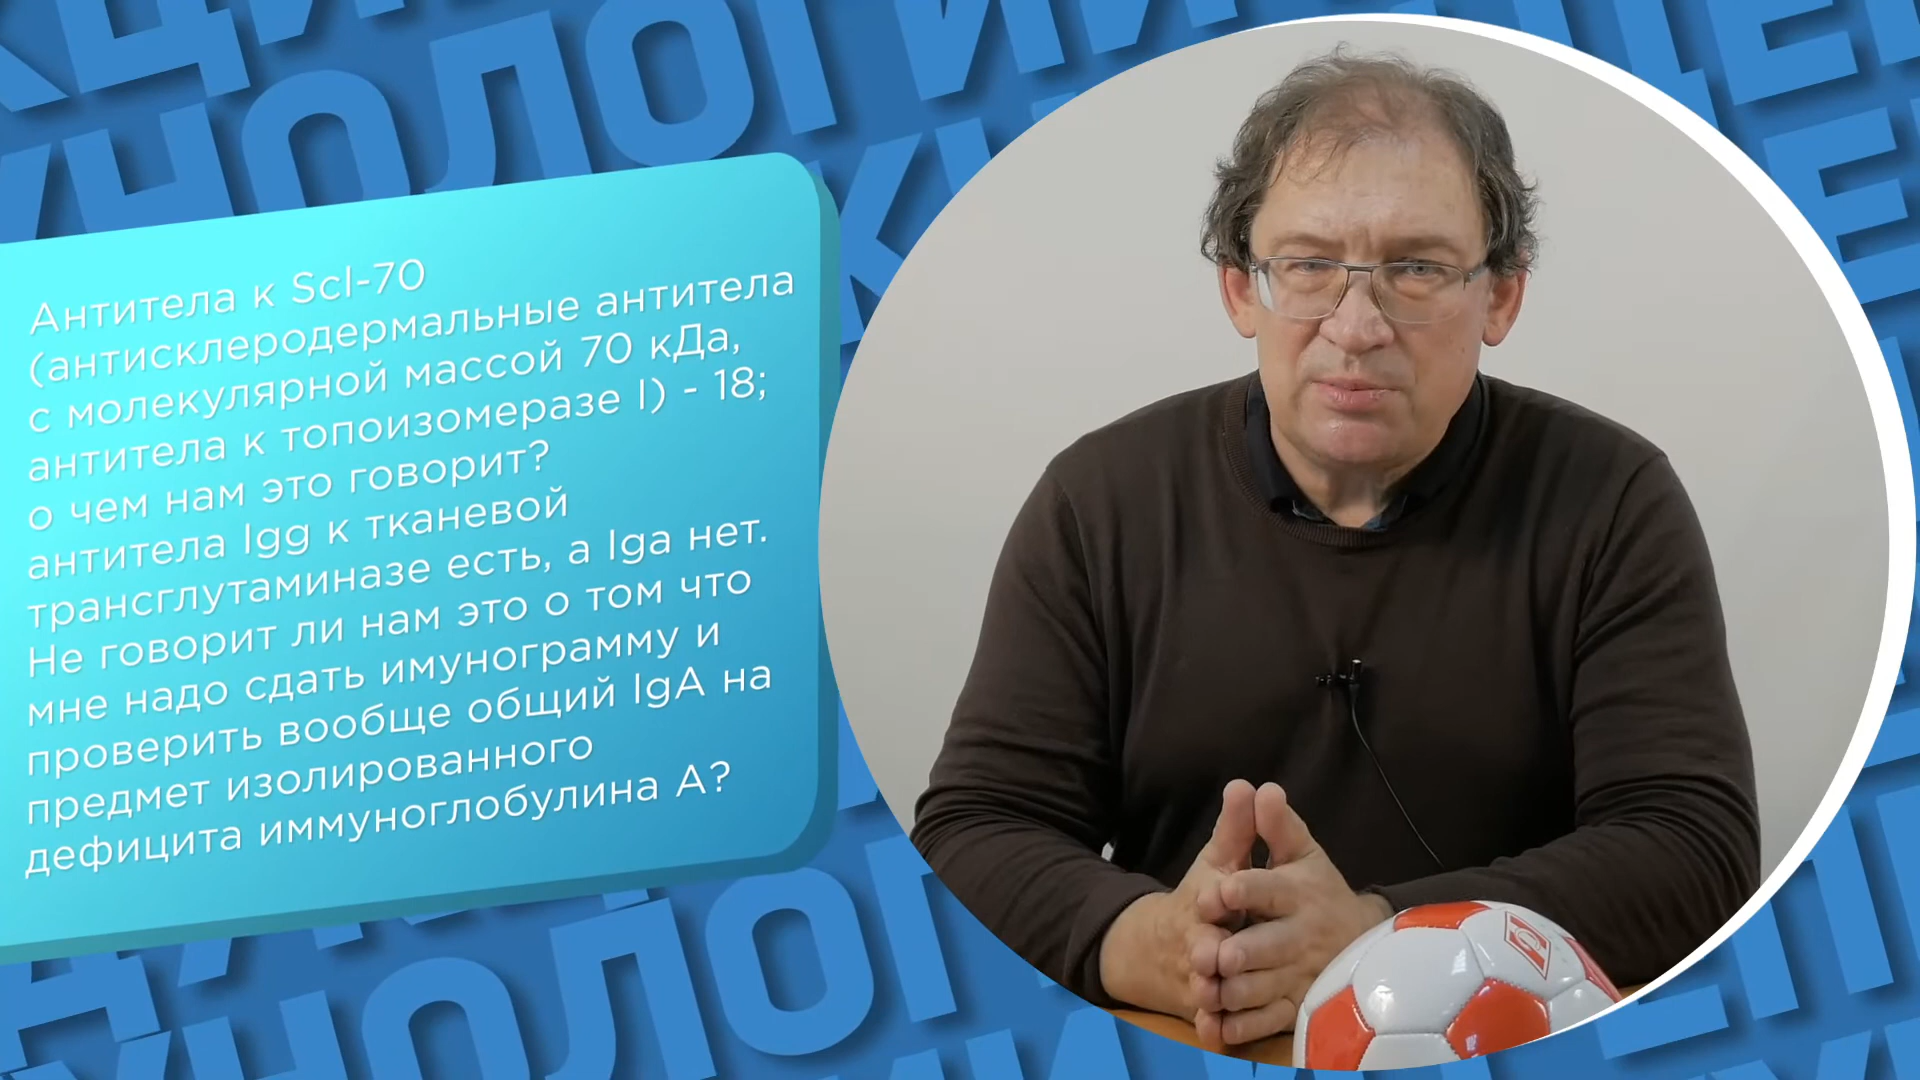 Антитела к Scl-70
(антисклеродермальные антитела
с молекулярной массой 70 кДа,
антитела к топоизомеразе I) - 18;
о чем нам это говорит?
антитела Igg к тканевой
трансглутаминазе есть, а Iga нет.
Не говорит ли нам это о том что
мне надо сдать имунограмму и
проверить вообще общий IgA на
предмет изолированного
дефицита иммуноглобулина А?